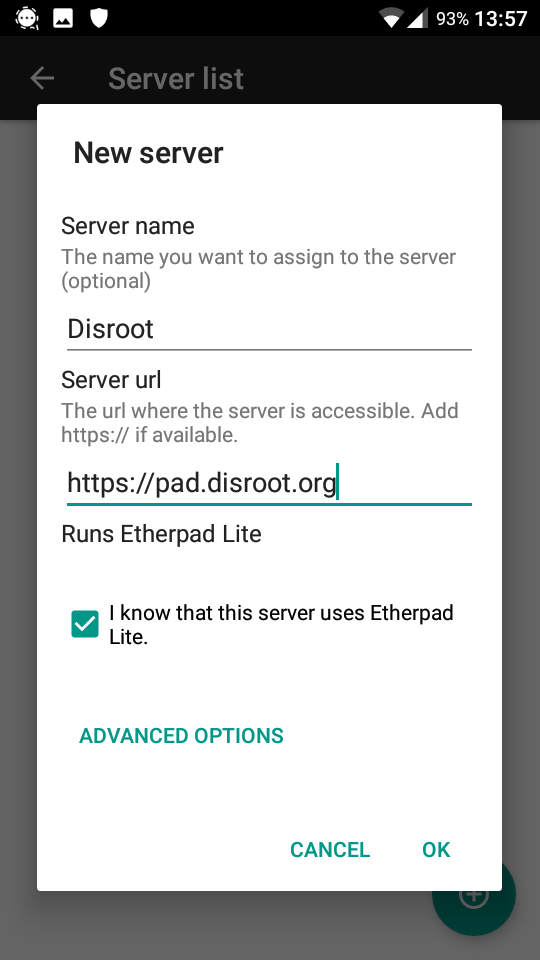 93% 13:57
Server list
New server
Server name
The name you want to assign to the server
(optional)
Disroot
Server url
The url where the server is accessible. Add
https:// if available.
https://pad.disroot.org
Runs Etherpad Lite
I know that this server uses Etherpad
Lite.
ADVANCED OPTIONS
CANCEL OK